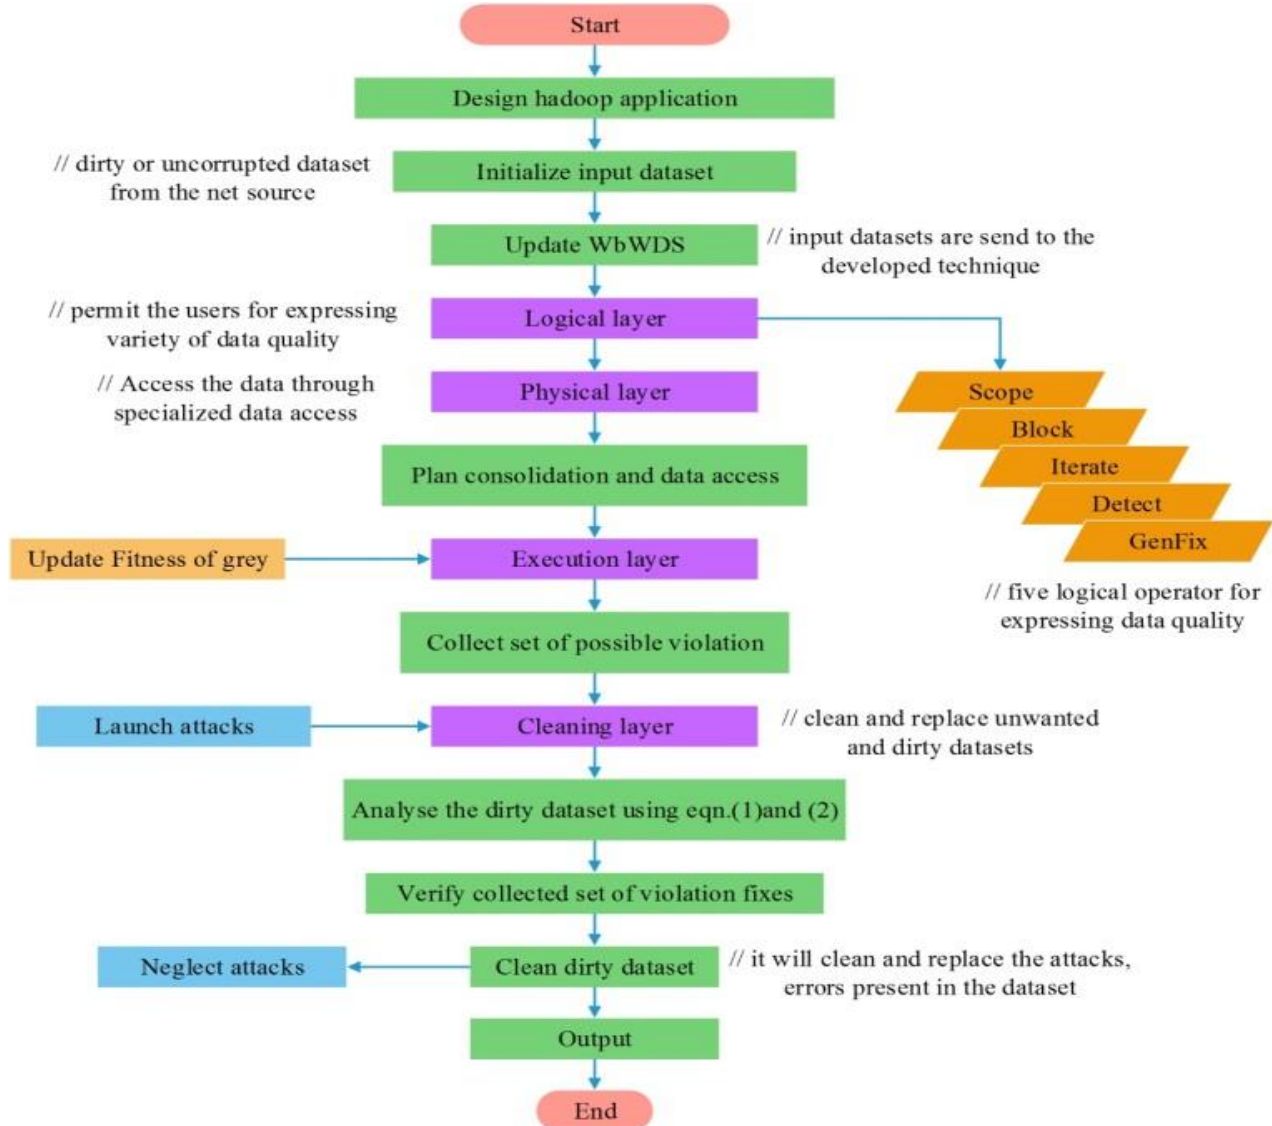 Start
Design hadoop application
// dirty or uncorrupted dataset
from the net source
Initialize input dataset
Update WbWDS
// input datasets are send to the
developed technique
// permit the users for expressing
variety of data quality
Logical layer
// Access the data through
specialized data access
Physical layer
Scope
Block
Iterate
Detect
GenFix
// five logical operator for
expressing data quality
Plan consolidation and data access
Update Fitness of grey
Execution layer
Collect set of possible violation
Launch attacks
Cleaning layer
// clean and replace unwanted
and dirty datasets
Analyse the dirty dataset using eqn.(1)and (2)
Verify collected set of violation fixes
Neglect attacks
Clean dirty dataset
// it will clean and replace the attacks,
errors present in the dataset
Output
End